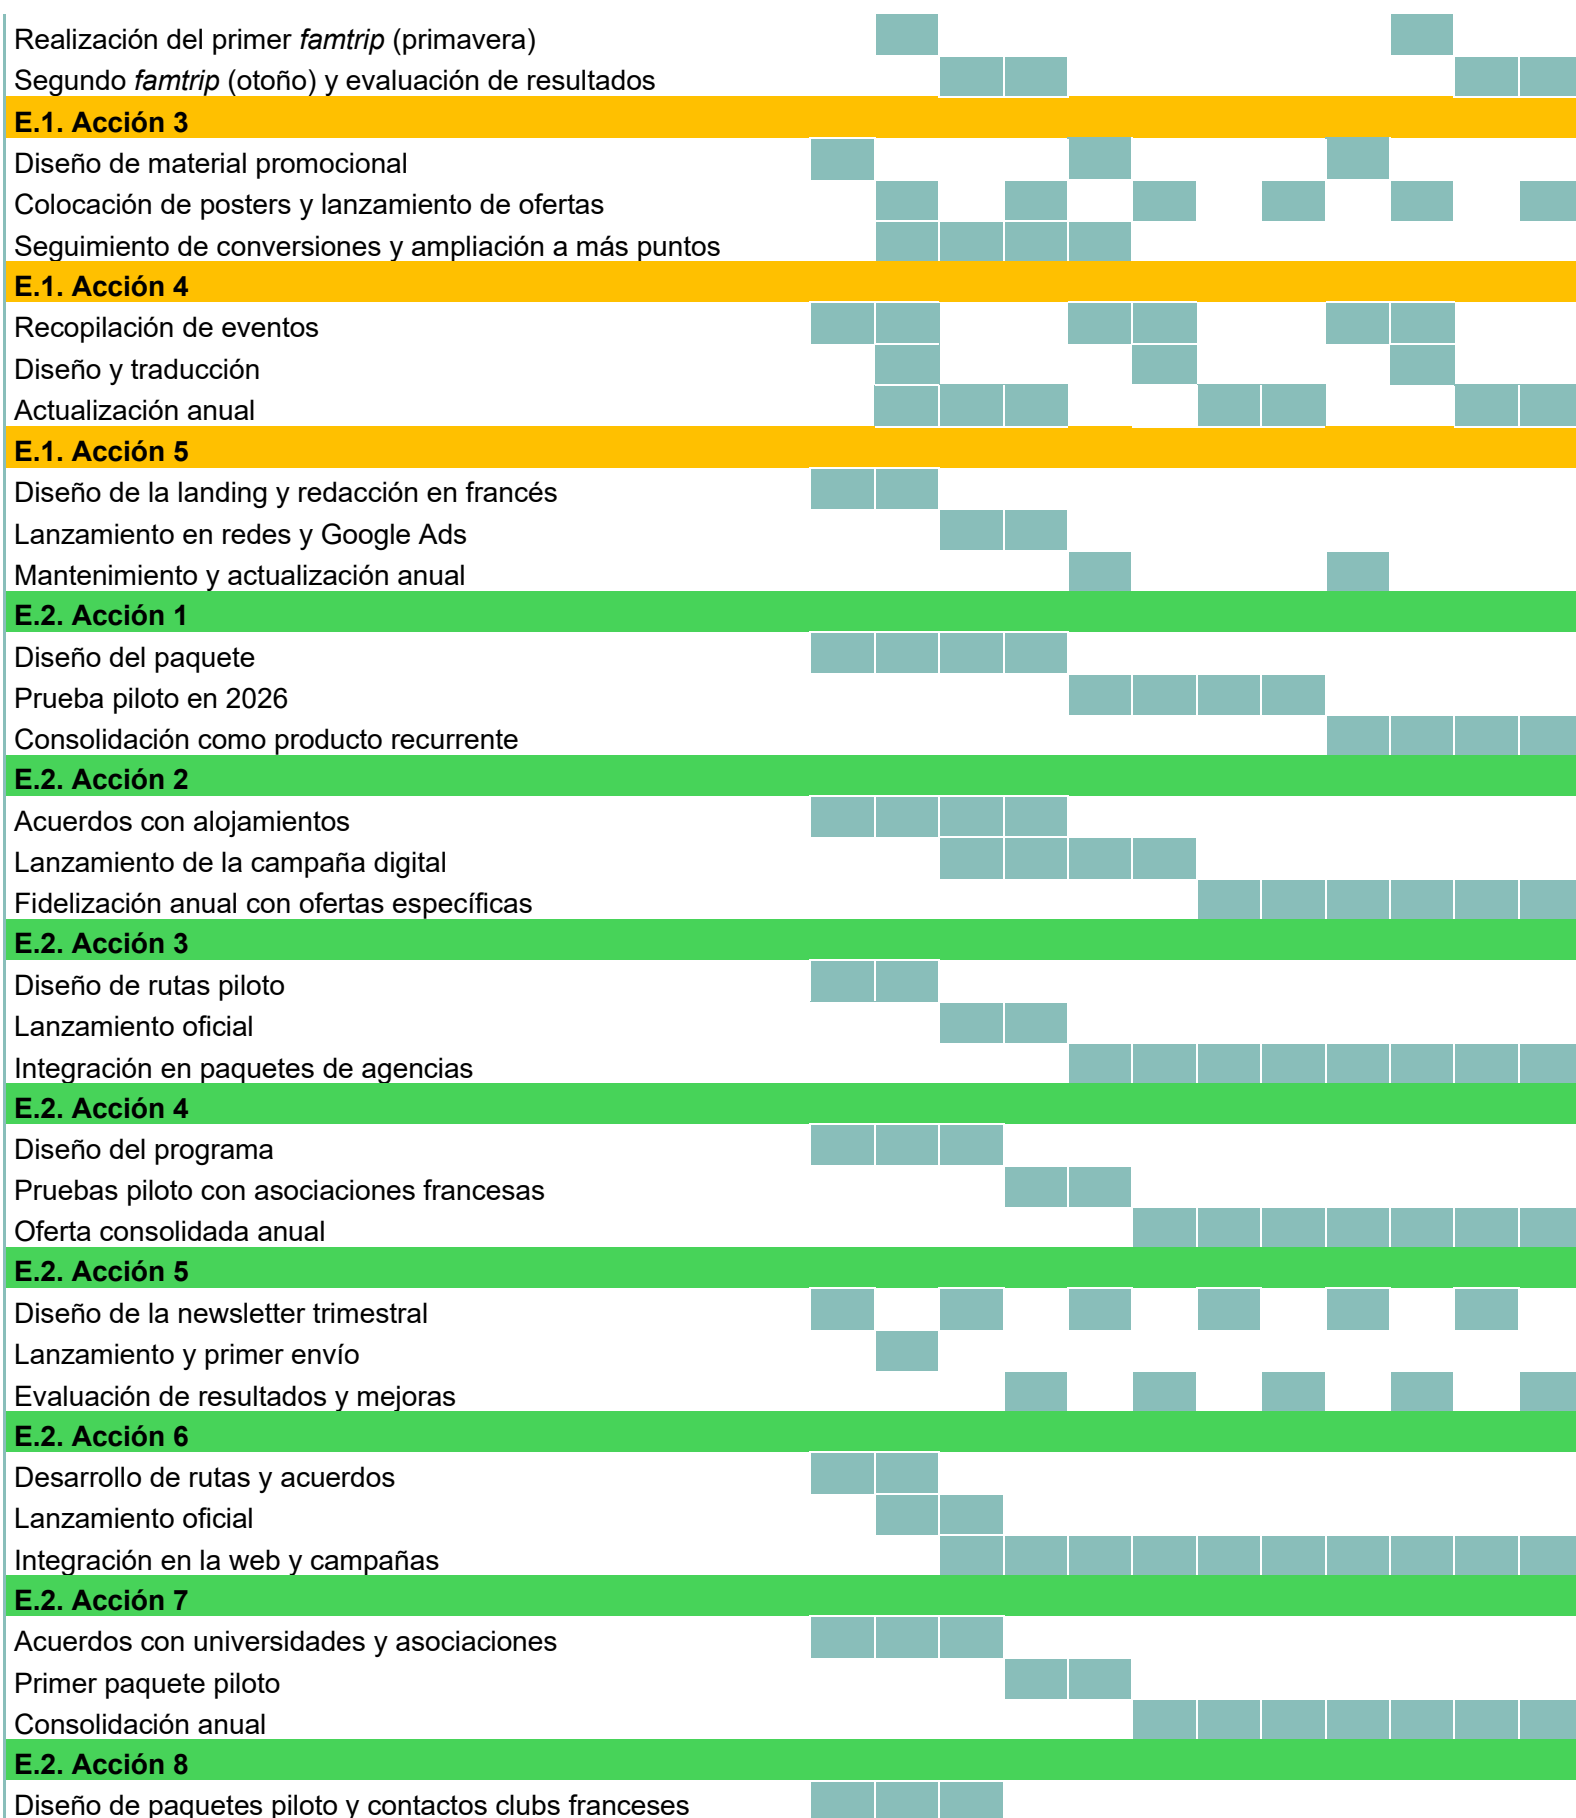 Realización del primer famtrip (primavera)
Segundo famtrip (otoño) y evaluación de resultados
E.1. Acción 3
Diseño de material promocional
Colocación de posters y lanzamiento de ofertas
Seguimiento de conversiones y ampliación a más puntos
E.1. Acción 4
Recopilación de eventos
Diseño y traducción
Actualización anual
E.1. Acción 5
Diseño de la landing y redacción en francés
Lanzamiento en redes y Google Ads
Mantenimiento y actualización anual
E.2. Acción 1
Diseño del paquete
Prueba piloto en 2026
Consolidación como producto recurrente
E.2. Acción 2
Acuerdos con alojamientos
Lanzamiento de la campaña digital
Fidelización anual con ofertas específicas
E.2. Acción 3
Diseño de rutas piloto
Lanzamiento oficial
Integración en paquetes de agencias
E.2. Acción 4
Diseño del programa
Pruebas piloto con asociaciones francesas
Oferta consolidada anual
E.2. Acción 5
Diseño de la newsletter trimestral
Lanzamiento y primer envío
Evaluación de resultados y mejoras
E.2. Acción 6
Desarrollo de rutas y acuerdos
Lanzamiento oficial
Integración en la web y campañas
E.2. Acción 7
Acuerdos con universidades y asociaciones
Primer paquete piloto
Consolidación anual
E.2. Acción 8
Diseño de paquetes piloto y contactos clubs franceses